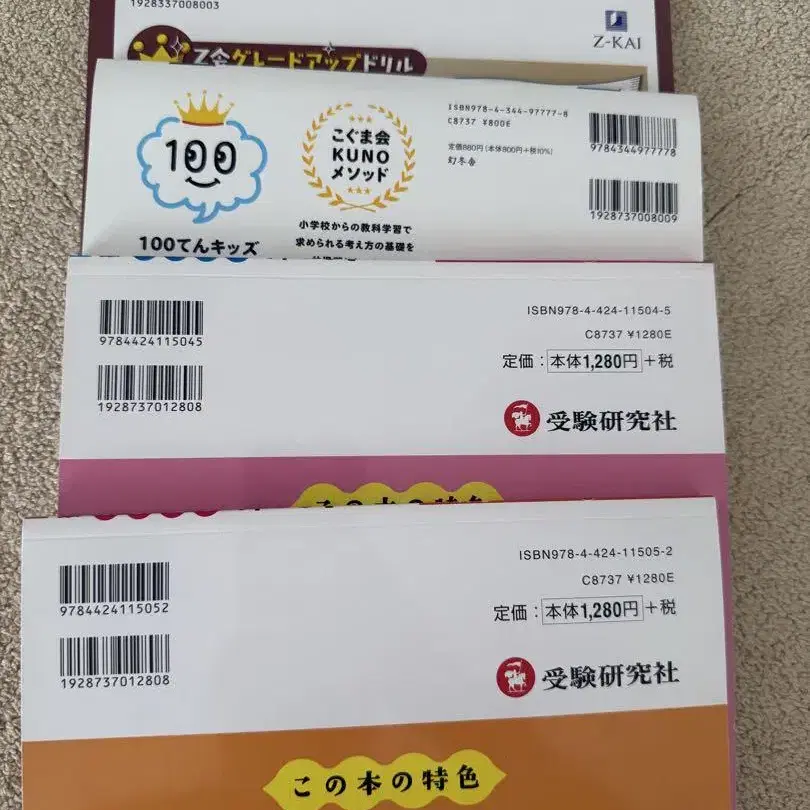 1928337008003
Z-KAI
Z会グレードアップドリル
ISBN978-4-344-97777-8
C8737 ¥800E
定価880円(本体800円+税10%)
幻冬舎
9784344977778
1928737008009
100
100てんキッズ
こぐま会
KUNO
メソッド
小学校からの教科学習で
求められる考え方の基礎を
9784424115045
1928737012808
ISBN978-4-424-11504-5
C8737 ¥1280E
定価：本体1,280円+税
受験研究社
この本の特色
9784424115052
1928737012808
ISBN978-4-424-11505-2
C8737 ¥1280E
定価：本体1,280円+税
受験研究社
この本の特色